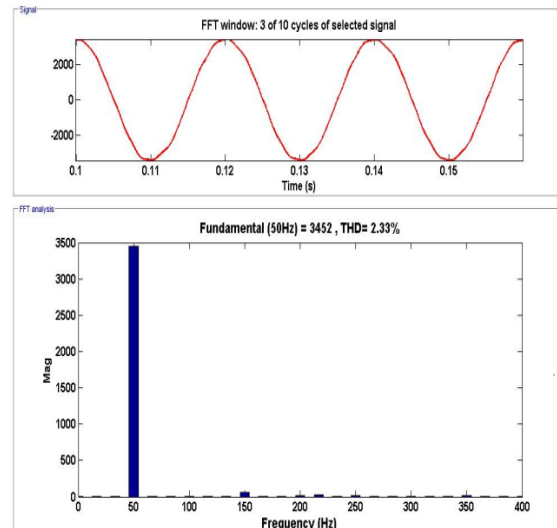 Signal
FFT window: 3 of 10 cycles of selected signal
2000
0
-2000
0.1 0.11 0.12 0.13 0.14 0.15
Time (s)
FFT analysis
Fundamental (50Hz) = 3452 , THD= 2.33%
3500
3000
2500
2000
1500
1000
500
0
Mag
0 50 100 150 200 250 300 350 400
Frequency (Hz)